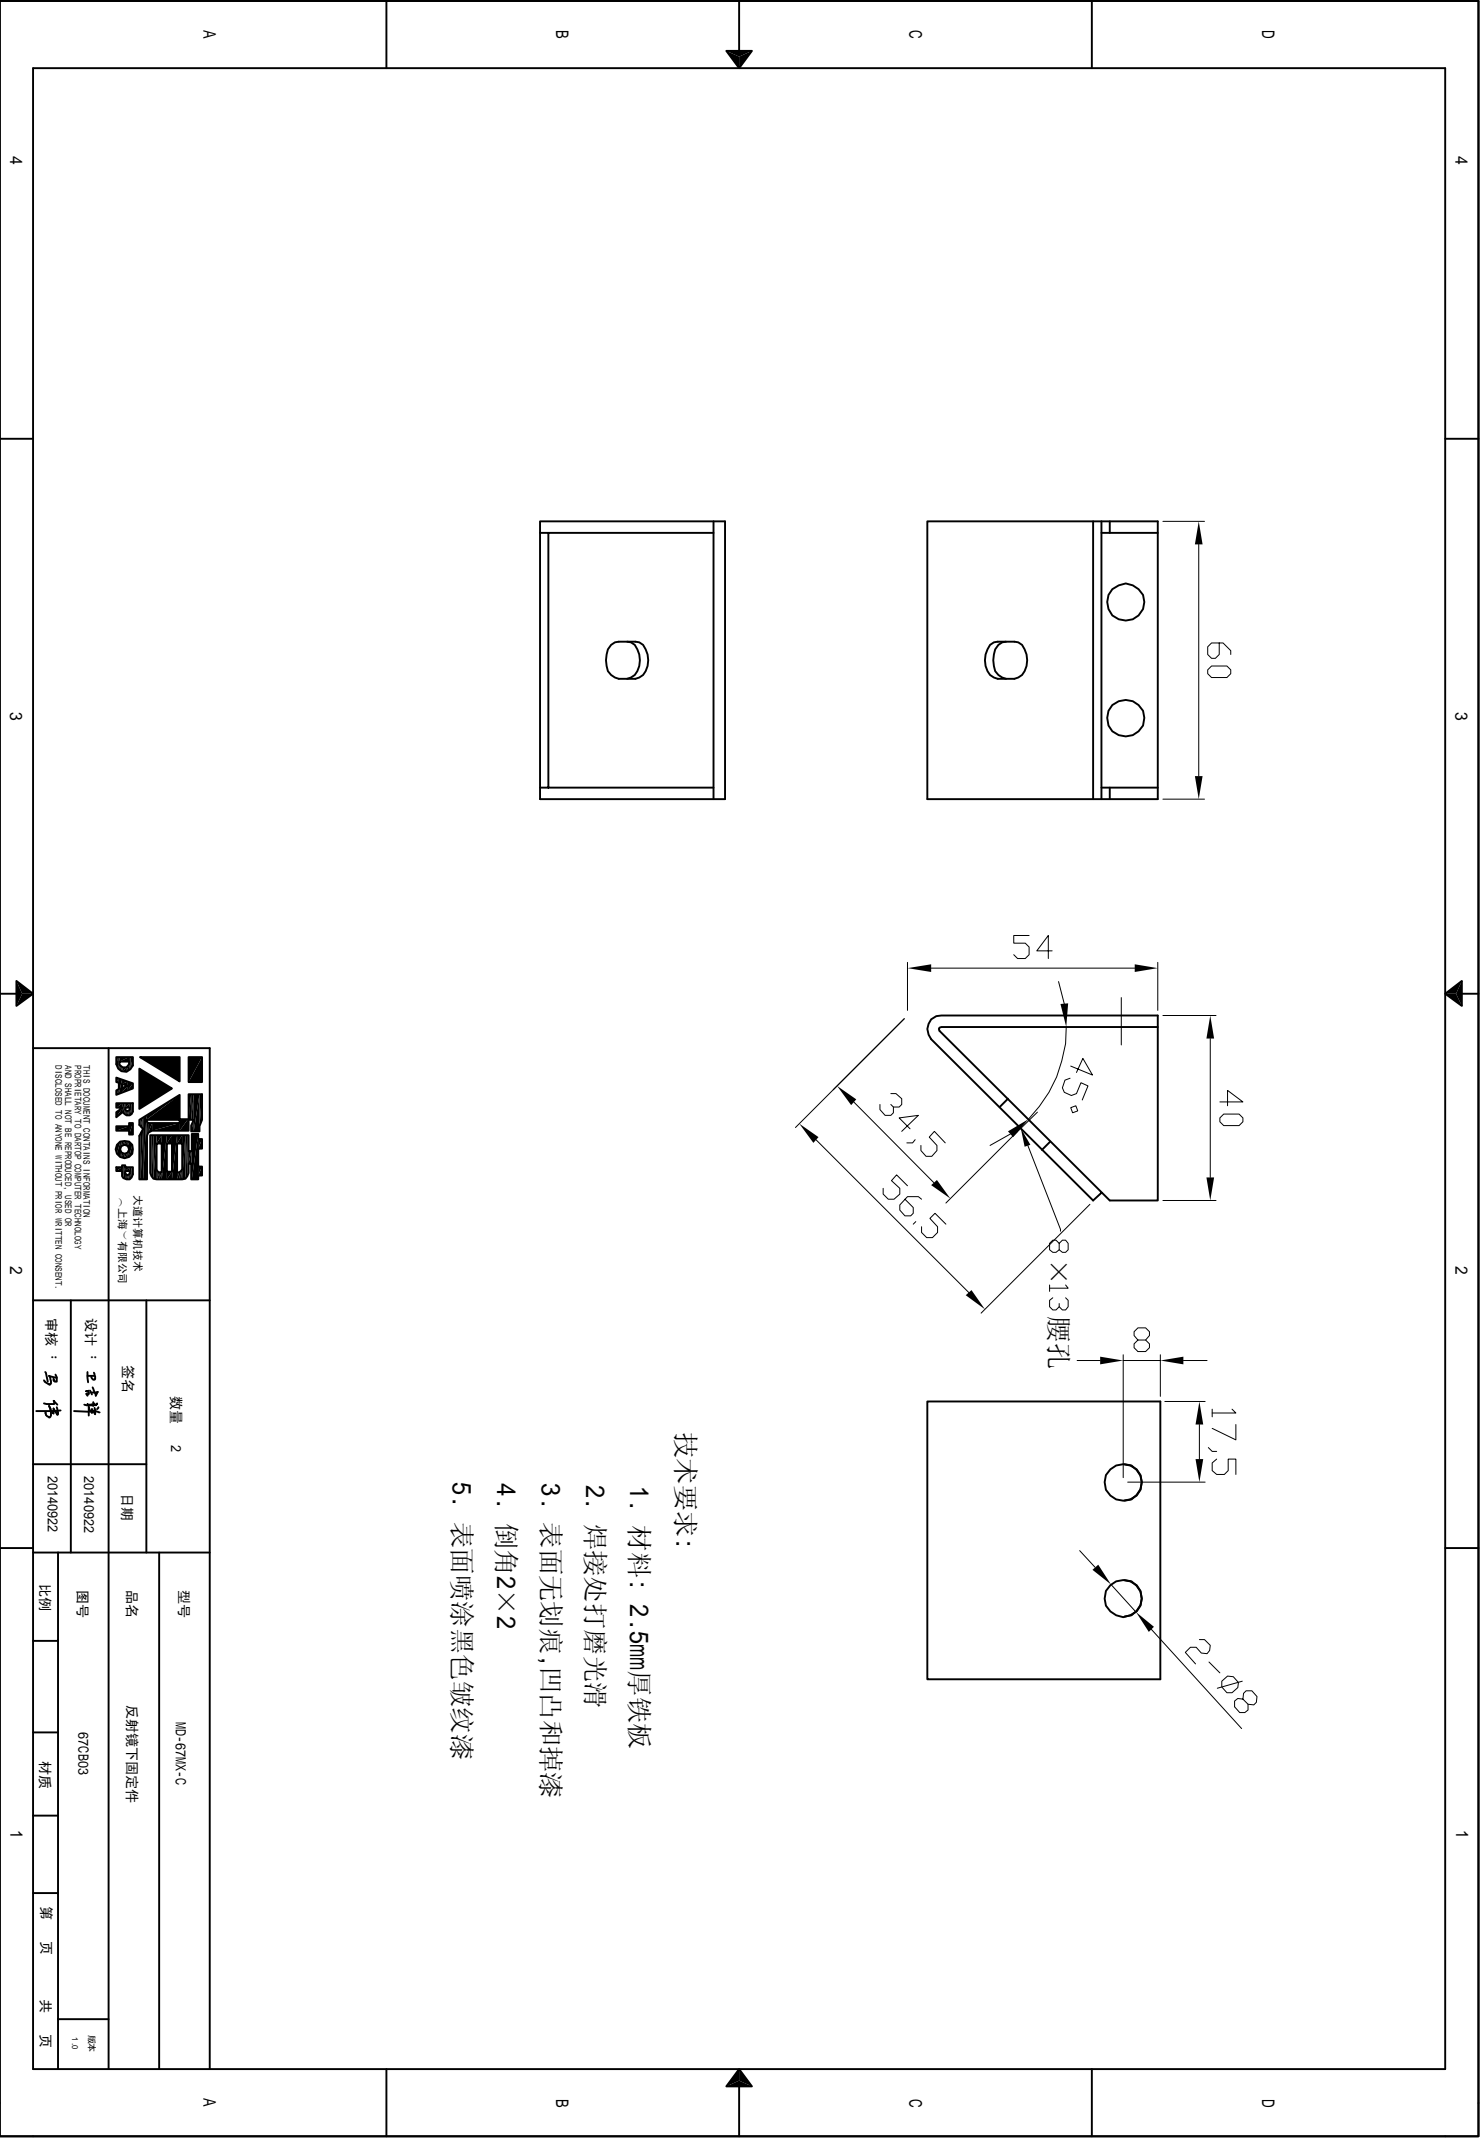 D
C
B
A
D
C
B
A
4
3
2
1
4
3
2
1
60
54
40
45°
34,5
56,5
8×13腰孔
8
17,5
2-Ø8
技术要求:
1. 材料: 2.5mm厚铁板
2. 焊接处打磨光滑
3. 表面无划痕,凹凸和掉漆
4. 倒角2×2
5. 表面喷涂黑色皱纹漆
大道
DARTOP
大道计算机技术
(上海)有限公司
THIS DOCUMENT CONTAINS INFORMATION
PROPRIETARY TO DARTOP COMPUTER TECHNOLOGY
AND SHALL NOT BE REPRODUCED, USED OR
DISCLOSED TO ANYONE WITHOUT PRIOR WRITTEN CONSENT.
数量 2
签名 日期
设计: 20140922
审核: 马伟 20140922
型号 MD-67MX-C
品名 反射镜下固定件
图号 67CB03
版本
1.0
比例 材质 第 页 共 页